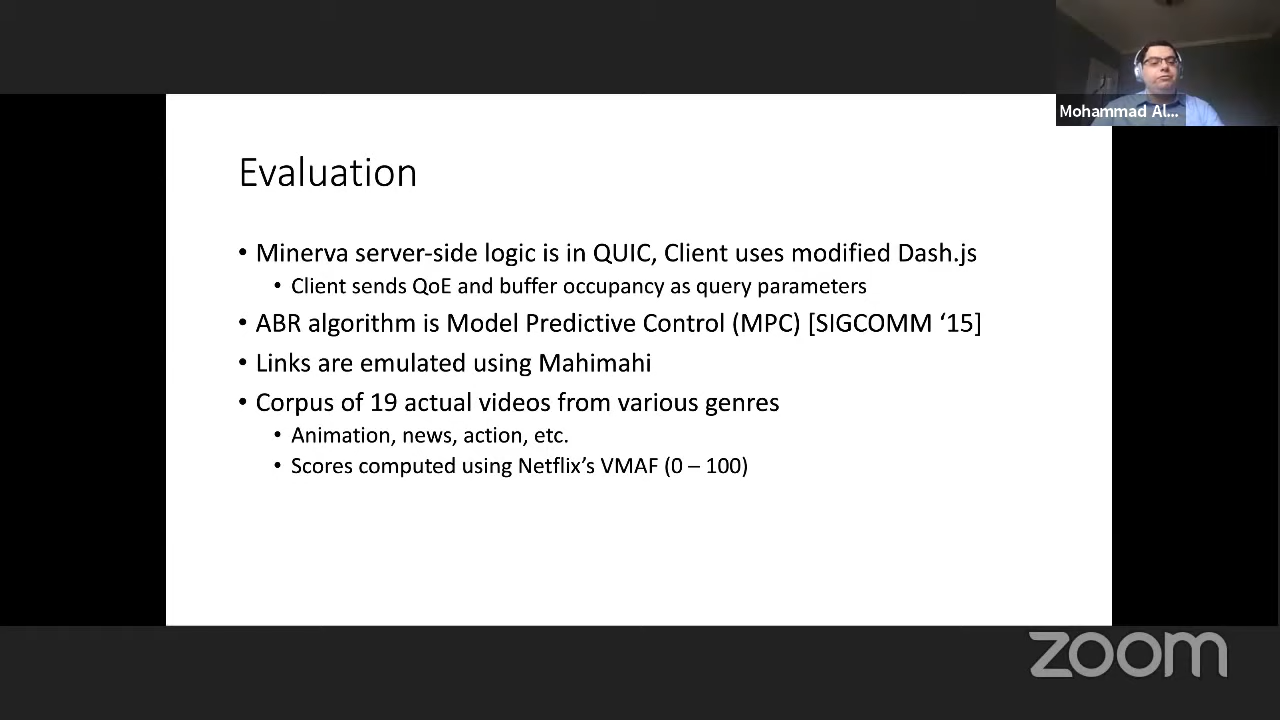 Mohammad Al...
Evaluation
• Minerva server-side logic is in QUIC, Client uses modified Dash.js
• Client sends QoE and buffer occupancy as query parameters
• ABR algorithm is Model Predictive Control (MPC) [SIGCOMM ‘15]
• Links are emulated using Mahimahi
• Corpus of 19 actual videos from various genres
• Animation, news, action, etc.
• Scores computed using Netflix’s VMAF (0 – 100)
zoom